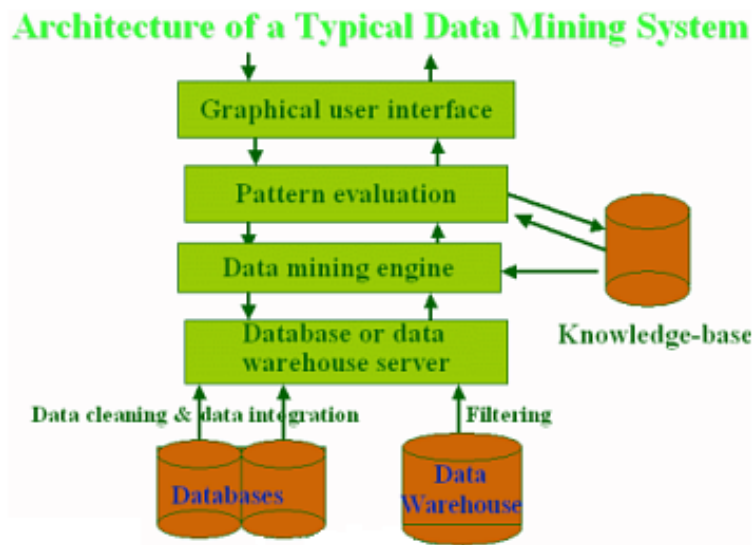 Architecture of a Typical Data Mining System
Graphical user interface
Pattern evaluation
Data mining engine
Knowledge-base
Database or data
warehouse server
Data cleaning & data integration
Filtering
Databases
Data
Warehouse